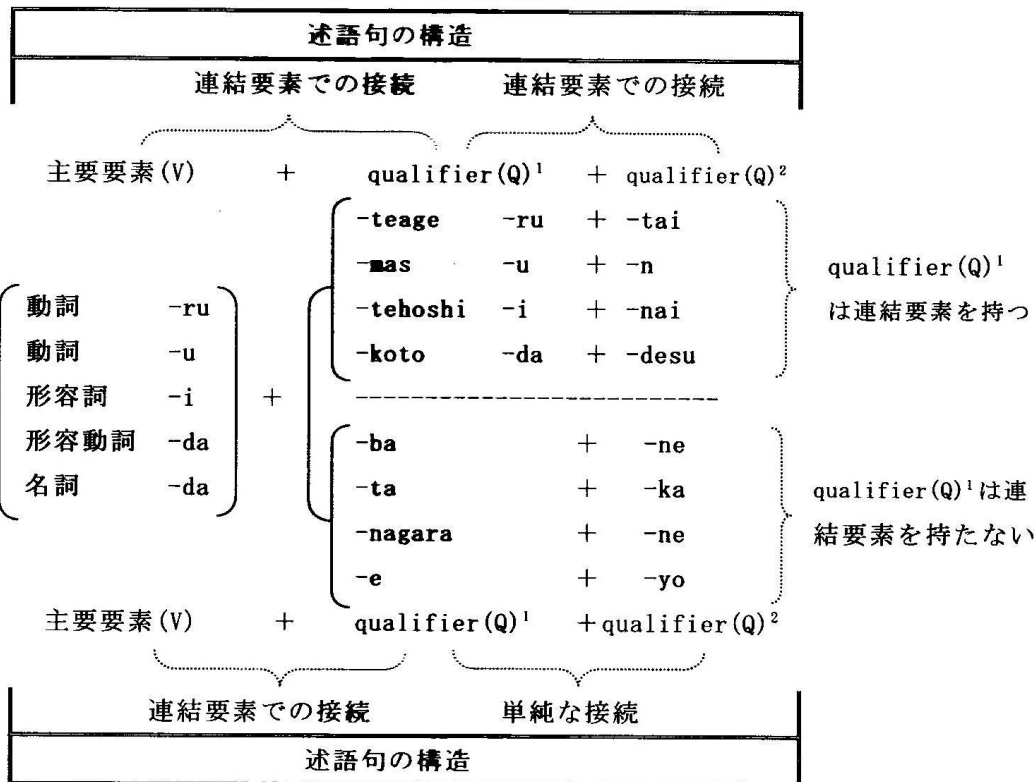 述語句の構造
連結要素での接続 連結要素での接続
主要要素(V) + qualifier(Q)¹ + qualifier(Q)²
-teage -ru + -tai
-mas -u + -n
qualifier(Q)¹
動詞 -ru
-tehoshi -i + -nai
は連結要素を持つ
動詞 -u
-koto -da + -desu
形容詞 -i +
形容動詞 -da
-ba + -ne
名詞 -da
-ta + -ka
qualifier(Q)¹は連
-nagara + -ne
結要素を持たない
-e + -yo
主要要素(V) + qualifier(Q)¹ +qualifier(Q)²
連結要素での接続 単純な接続
述語句の構造